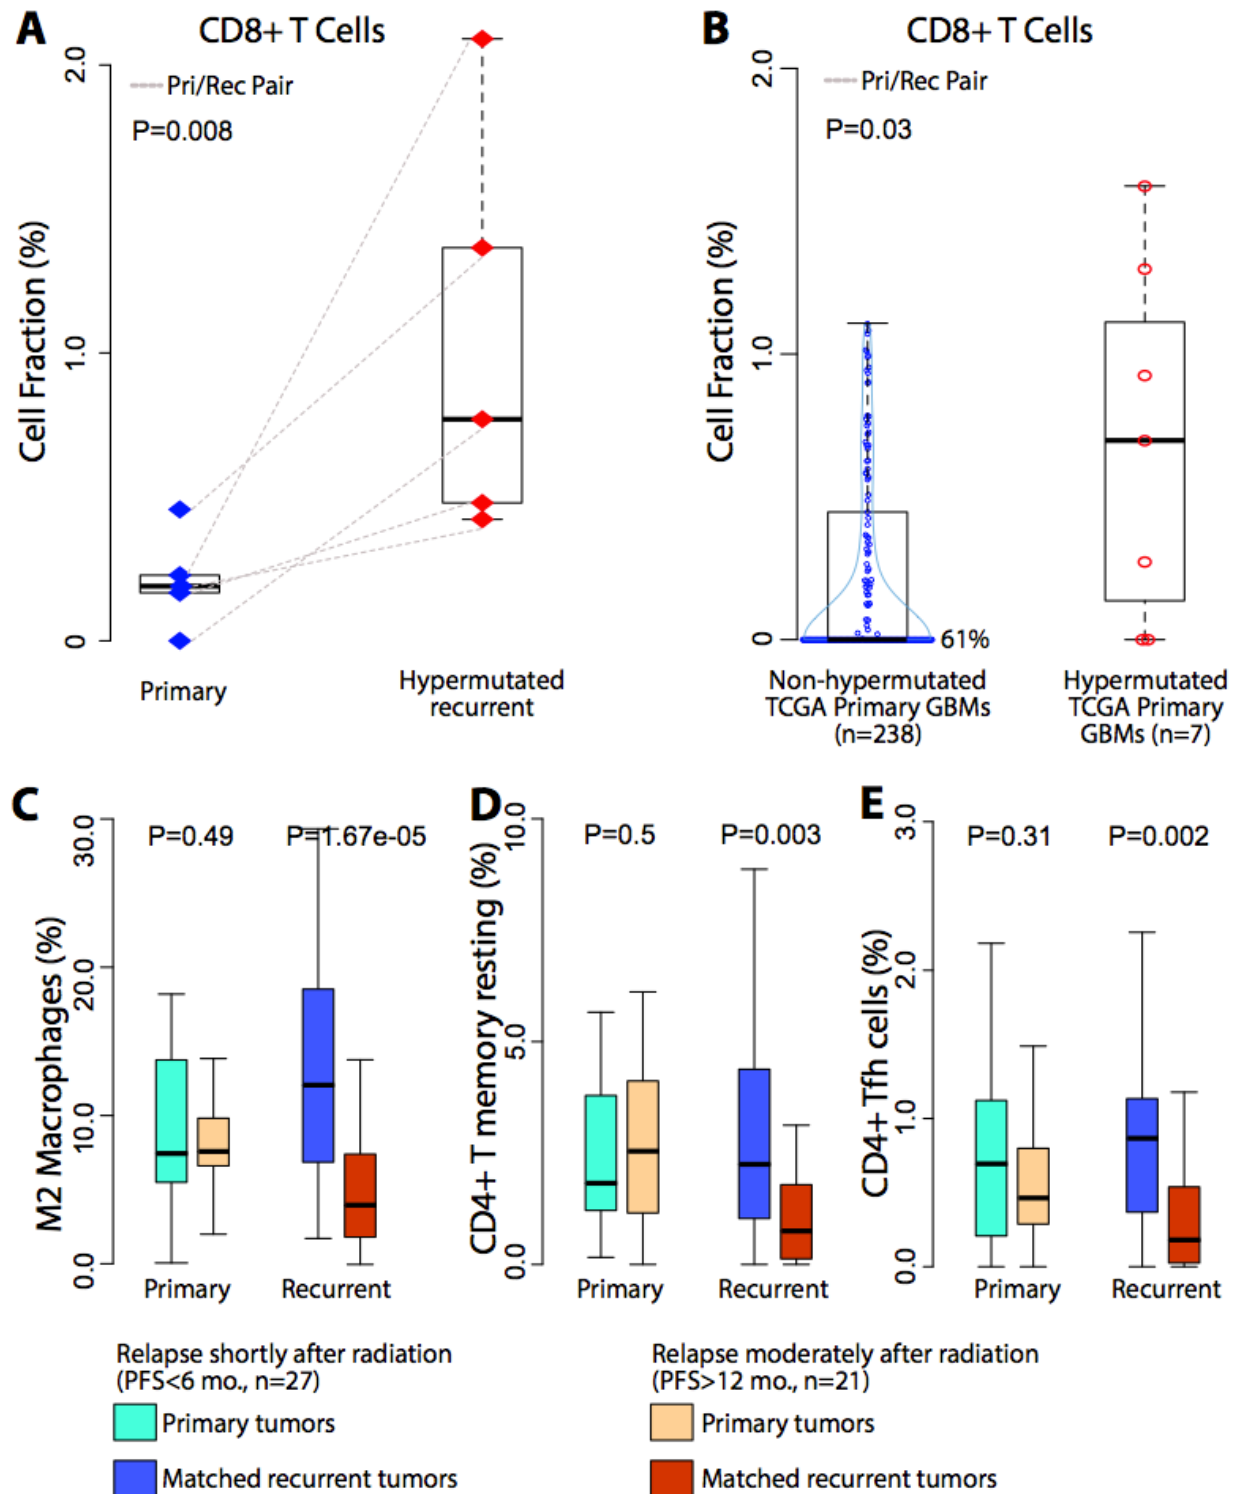 A
CD8+ T Cells
Pri/Rec Pair
P=0.008
Cell Fraction (%)
2.0
1.0
0
Primary
Hypermutated
recurrent
B
CD8+ T Cells
Pri/Rec Pair
P=0.03
Cell Fraction (%)
2.0
1.0
0
61%
Non-hypermutated
TCGA Primary GBMs
(n=238)
Hypermutated
TCGA Primary
GBMs (n=7)
C
P=0.49
P=1.67e-05
M2 Macrophages (%)
30.0
20.0
10.0
0.0
Primary
Recurrent
D
P=0.5
P=0.003
CD4+ T memory resting (%)
10.0
5.0
0.0
Primary
Recurrent
E
P=0.31
P=0.002
CD4+ Tfh cells (%)
3.0
2.0
1.0
0.0
Primary
Recurrent
Relapse shortly after radiation
(PFS<6 mo., n=27)
Primary tumors
Matched recurrent tumors
Relapse moderately after radiation
(PFS>12 mo., n=21)
Primary tumors
Matched recurrent tumors